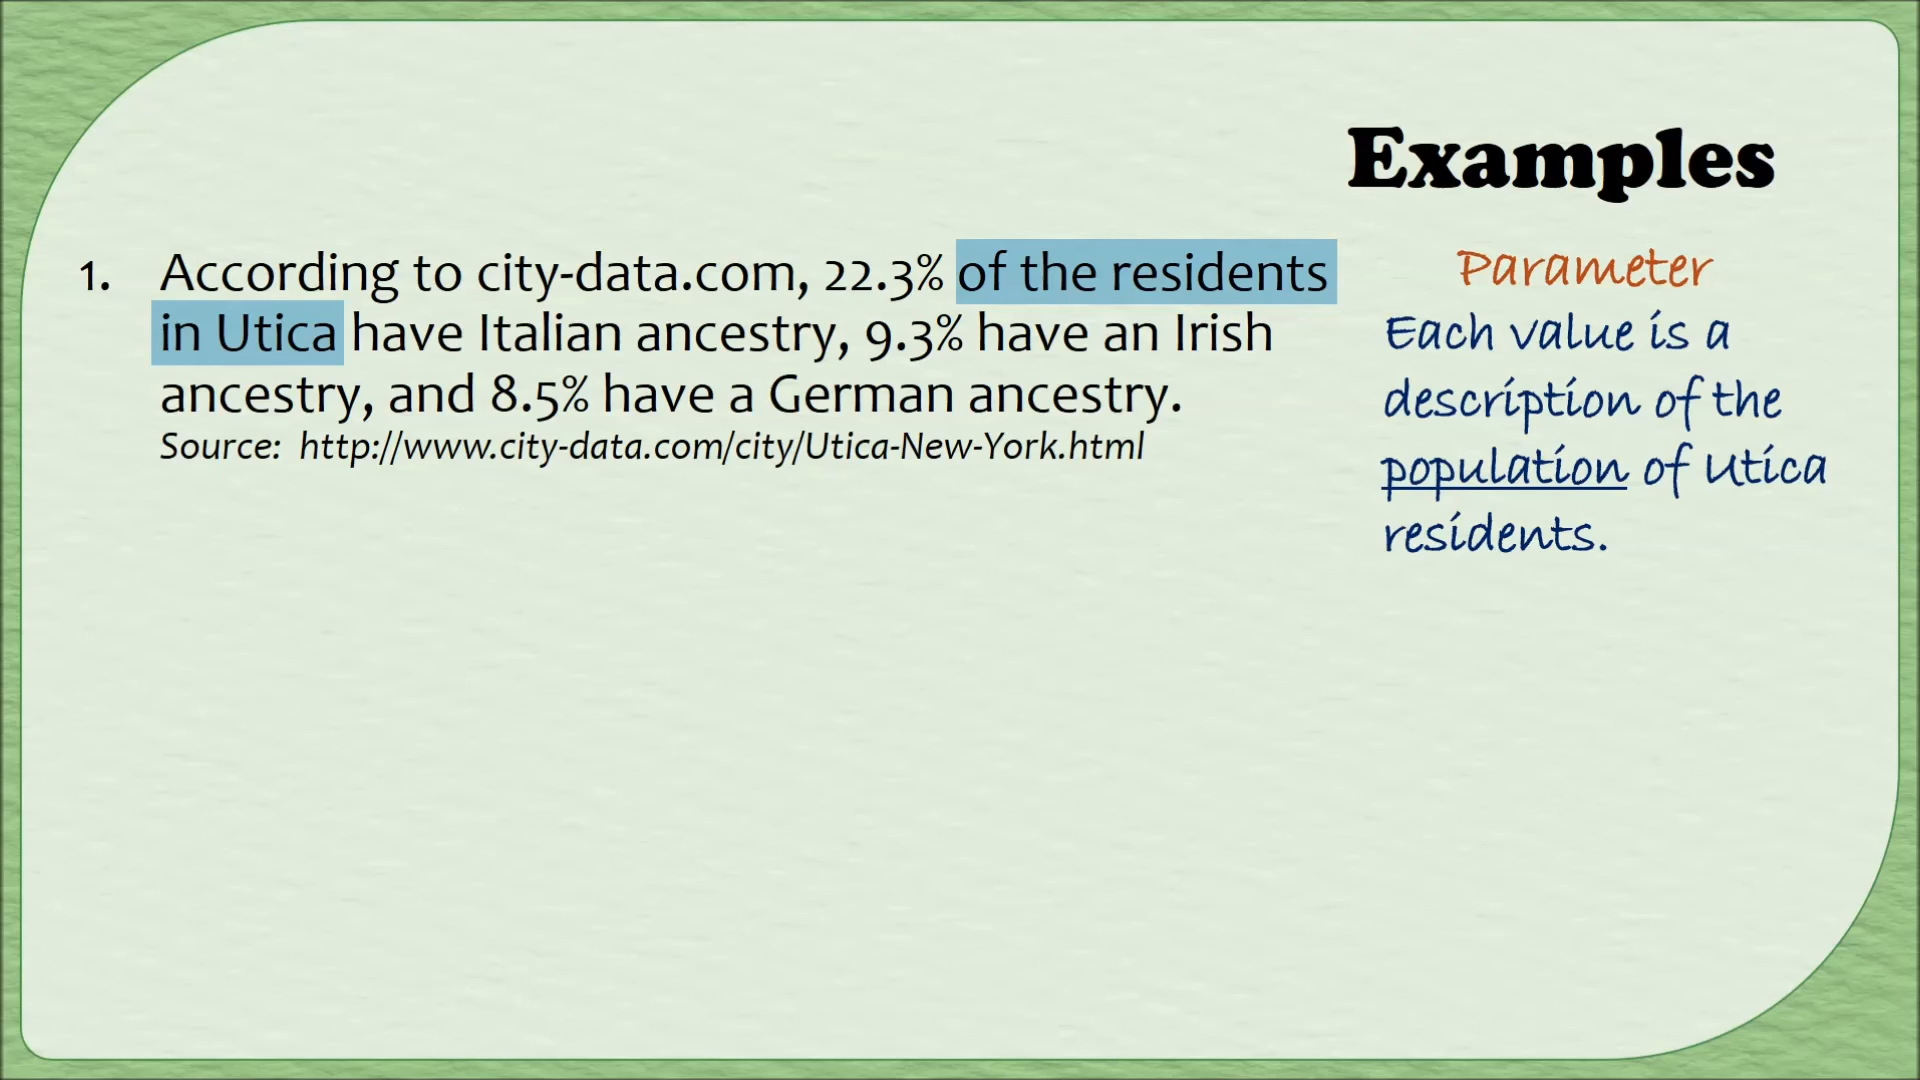 Examples
1. According to city-data.com, 22.3% of the residents
in Utica have Italian ancestry, 9.3% have an Irish
ancestry, and 8.5% have a German ancestry.
Source: http://www.city-data.com/city/Utica-New-York.html
Parameter
Each value is a
description of the
population of Utica
residents.